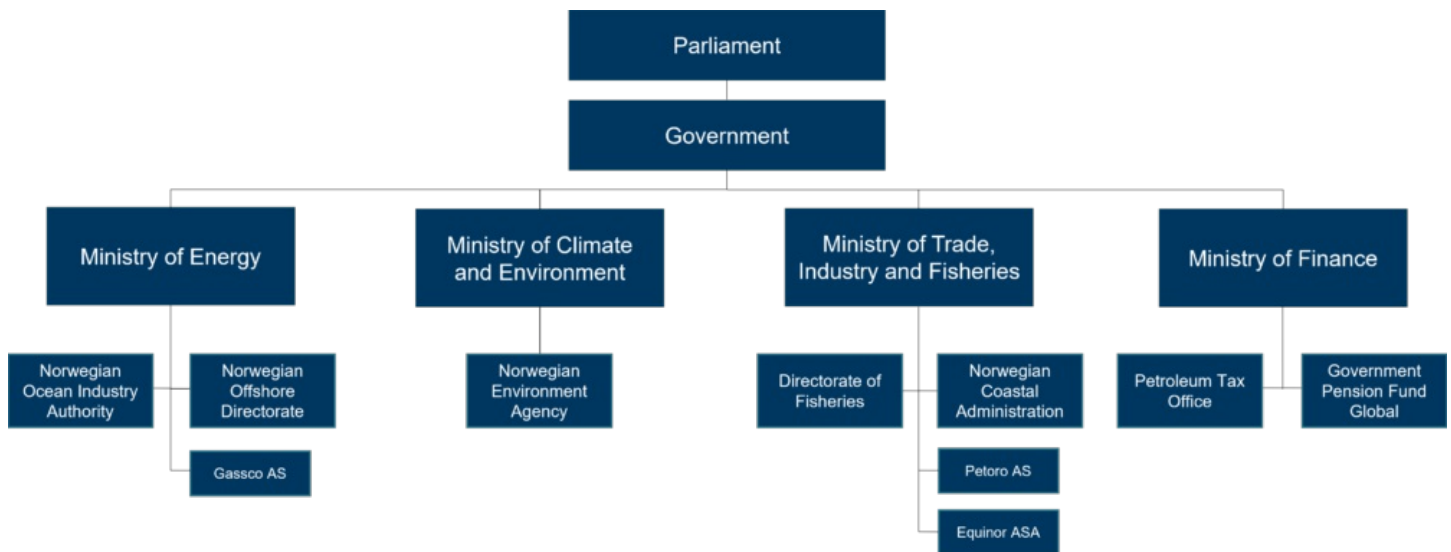 Parliament
Government
Ministry of Energy
Ministry of Climate
and Environment
Ministry of Trade,
Industry and Fisheries
Ministry of Finance
Norwegian
Ocean Industry
Authority
Norwegian
Offshore
Directorate
Norwegian
Environment
Agency
Directorate of
Fisheries
Norwegian
Coastal
Administration
Petroleum Tax
Office
Government
Pension Fund
Global
Gassco AS
Petoro AS
Equinor ASA